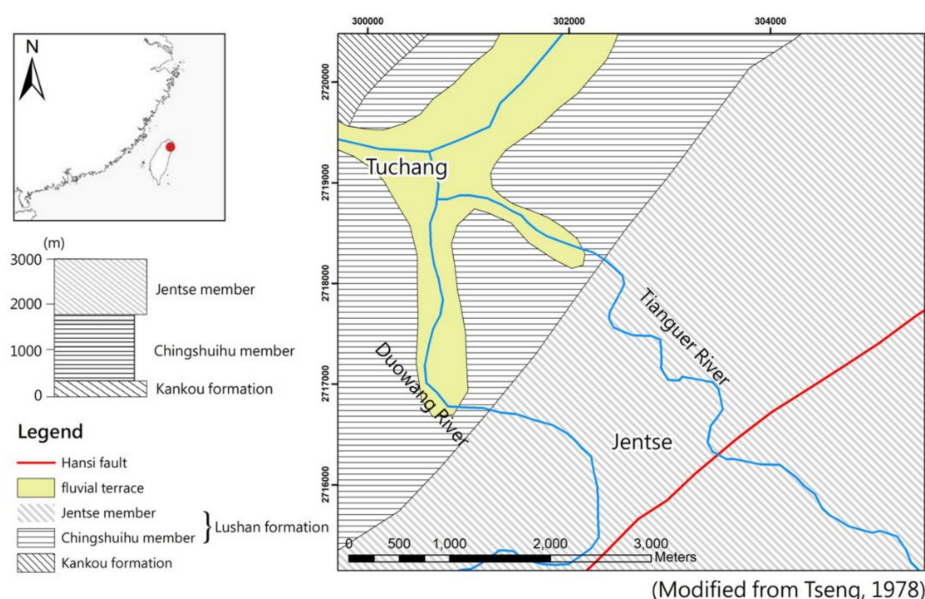 N
300000
302000
304000
2720000
2719000
2718000
2717000
2716000
Tuchang
Tianguer River
Duowang River
Jentse
0 500 1,000 2,000 3,000
Meters
(m)
3000
2000
1000
0
Jentse member
Chingshuihu member
Kankou formation
Legend
Hansi fault
fluvial terrace
Jentse member
Chingshuihu member
Lushan formation
Kankou formation
(Modified from Tseng, 1978)